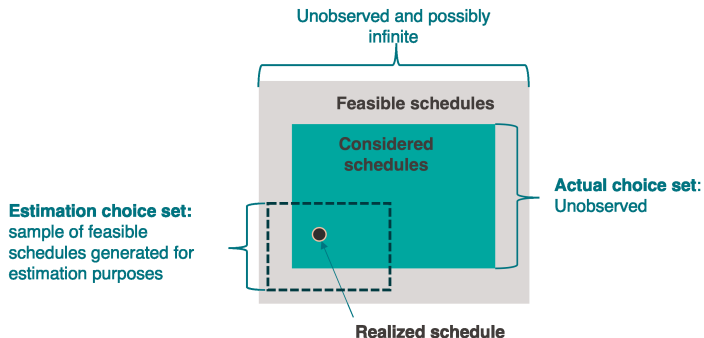 Unobserved and possibly
infinite
Feasible schedules
Considered
schedules
Actual choice set:
Unobserved
Estimation choice set:
sample of feasible
schedules generated for
estimation purposes
Realized schedule